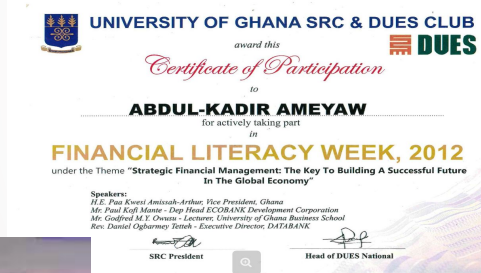 UNIVERSITY OF GHANA SRC & DUES CLUB
award this
DUES
Certificate of Participation
to
ABDUL-KADIR AMEYAW
for actively taking part
in
FINANCIAL LITERACY WEEK, 2012
under the Theme "Strategic Financial Management: The Key To Building A Successful Future
In The Global Economy"
Speakers:
H.E. Paa Kwesi Amissah-Arthur, Vice President, Ghana
Mr. Paul Kofi Mante - Dep Head ECOBANK Development Corporation
Mr. Godfred M.Y. Owusu - Lecturer, University of Ghana Business School
Rev. Daniel Ogbarmey Tetteh - Executive Director, DATABANK
SRC President
Head of DUES National